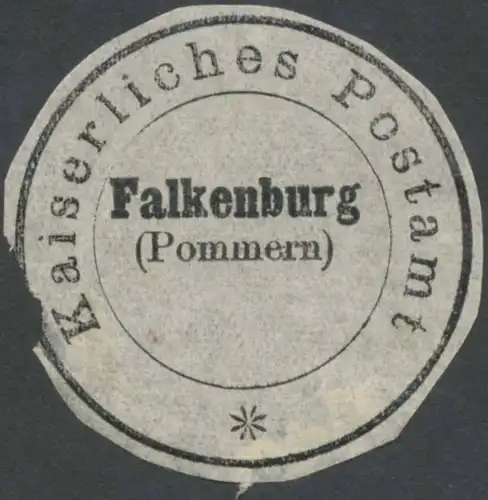 Kaiserliches Postamt
Falkenburg
(Pommern)